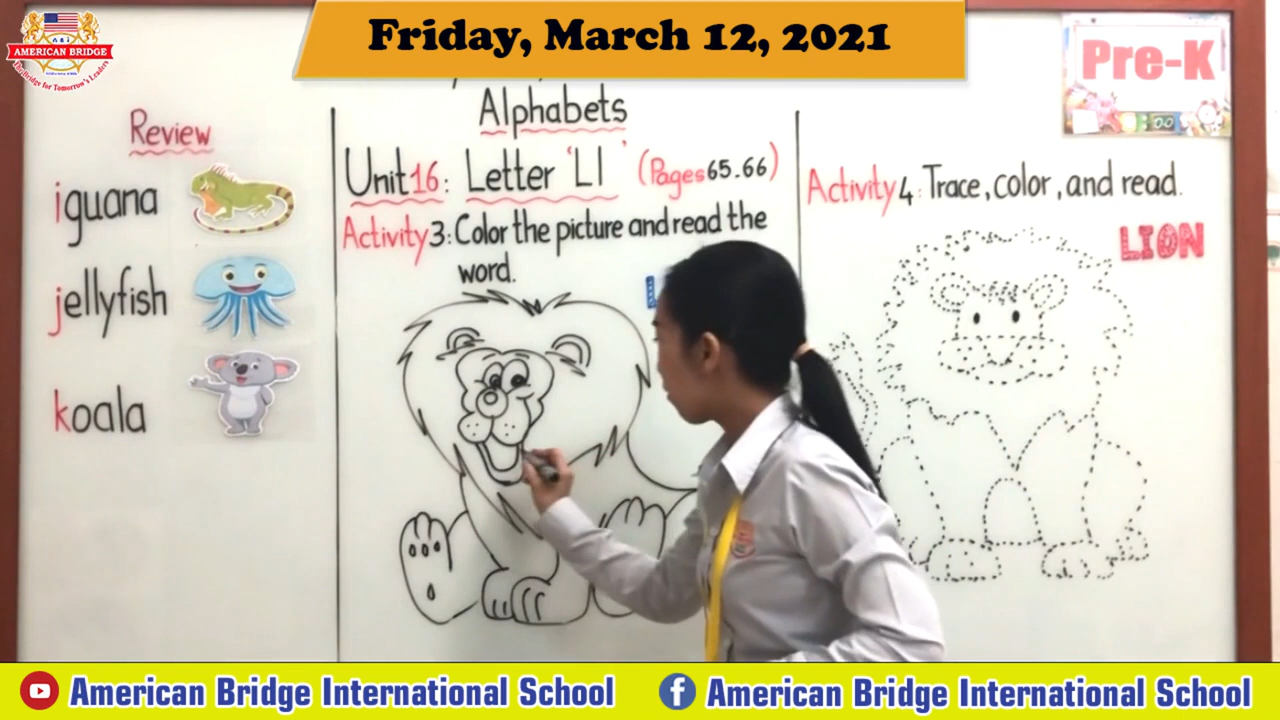 Friday, March 12, 2021
AMERICAN BRIDGE
The Bridge for Tomorrow's Leaders
Pre-K
Review
iguana
jellyfish
koala
Alphabets
Unit 16: Letter 'Ll' (Pages 65.66)
Activity 3: Color the picture and read the
word.
Activity 4: Trace, color, and read.
LION
American Bridge International School
American Bridge International School